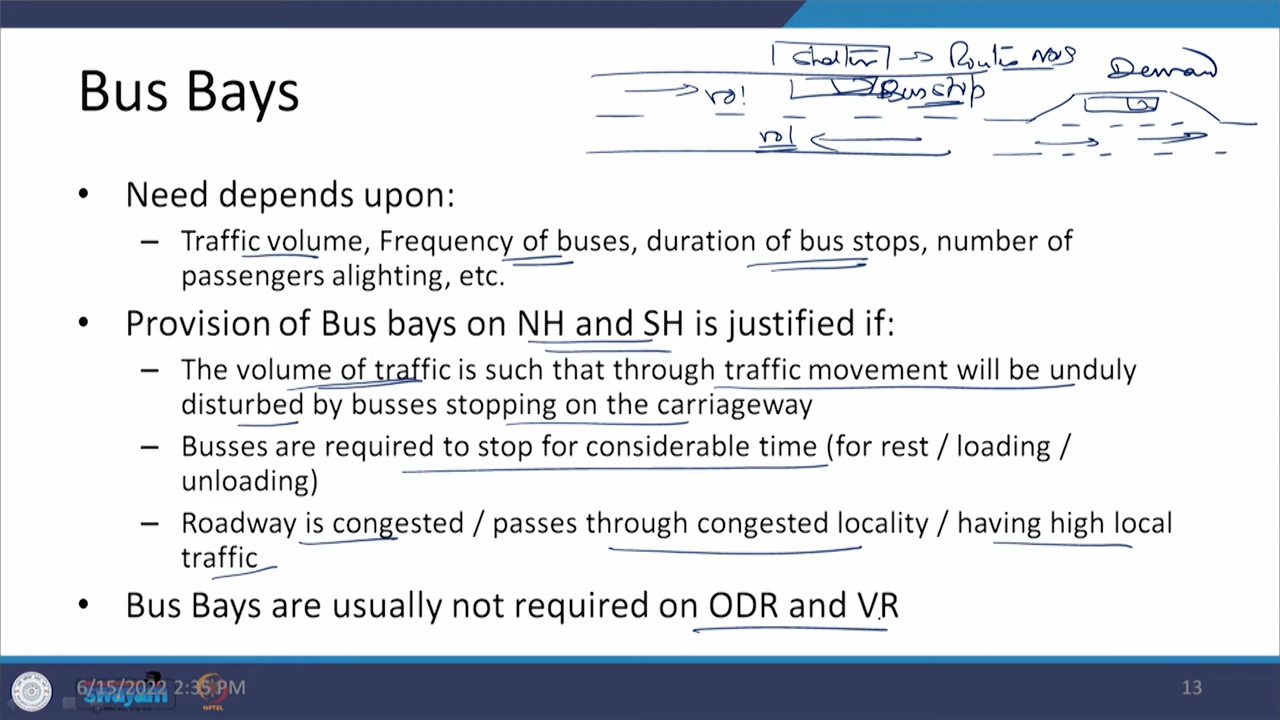 Shelter → Route nos
Demand
Bus Bays
vol
Bus stop
vol
• Need depends upon:
– Traffic volume, Frequency of buses, duration of bus stops, number of
passengers alighting, etc.
• Provision of Bus bays on NH and SH is justified if:
– The volume of traffic is such that through traffic movement will be unduly
disturbed by busses stopping on the carriageway
– Busses are required to stop for considerable time (for rest / loading /
unloading)
– Roadway is congested / passes through congested locality / having high local
traffic
• Bus Bays are usually not required on ODR and VR
6/15/2022 2:35 PM
swayam
NPTEL
13